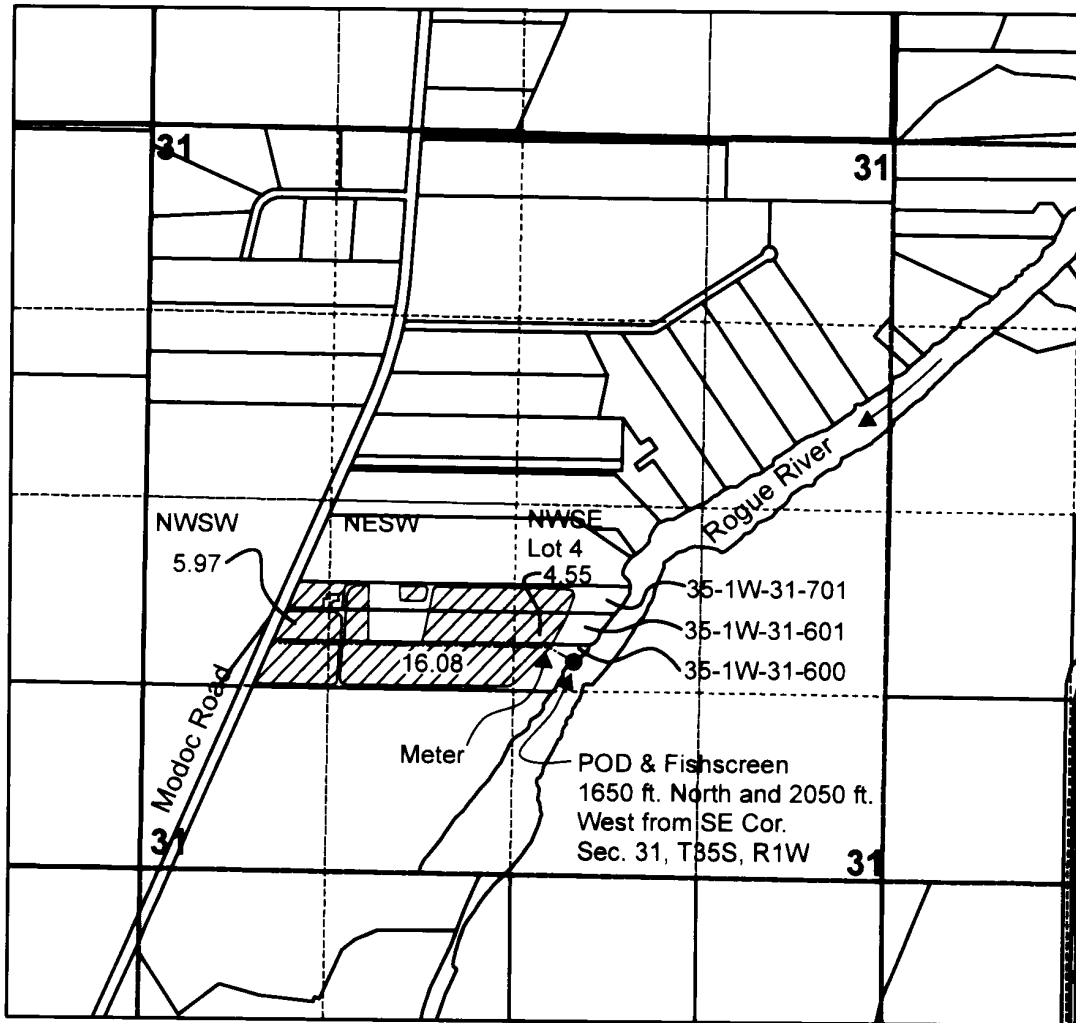 31
31
Rogue River
NWSW
NESW
NWSE
Lot 4
5.97
4.55
35-1W-31-701
35-1W-31-601
35-1W-31-600
16.08
Modoc Road
Meter
POD & Fishscreen
1650 ft. North and 2050 ft.
West from SE Cor.
Sec. 31, T35S, R1W
31
31